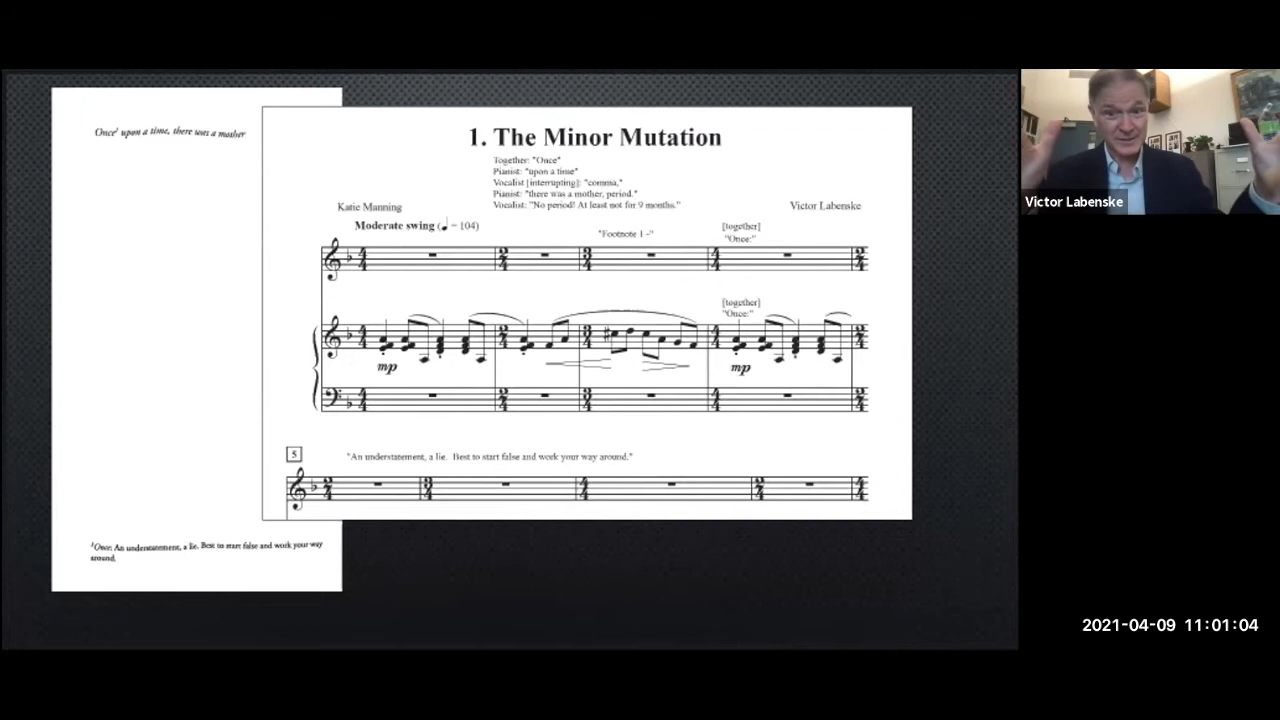 Once¹ upon a time, there was a mother
¹Once: An understatement, a lie. Best to start false and work your way
around.
1. The Minor Mutation
Together: "Once"
Pianist: "upon a time"
Vocalist [interrupting]: "comma,"
Pianist: "there was a mother, period."
Vocalist: "No period! At least not for 9 months."
Katie Manning
Victor Labenske
Moderate swing (♩ = 104)
"Footnote 1 -"
[together]
"Once:"
[together]
"Once:"
mp
mp
5
"An understatement, a lie. Best to start false and work your way around."
Victor Labenske
2021-04-09 11:01:04